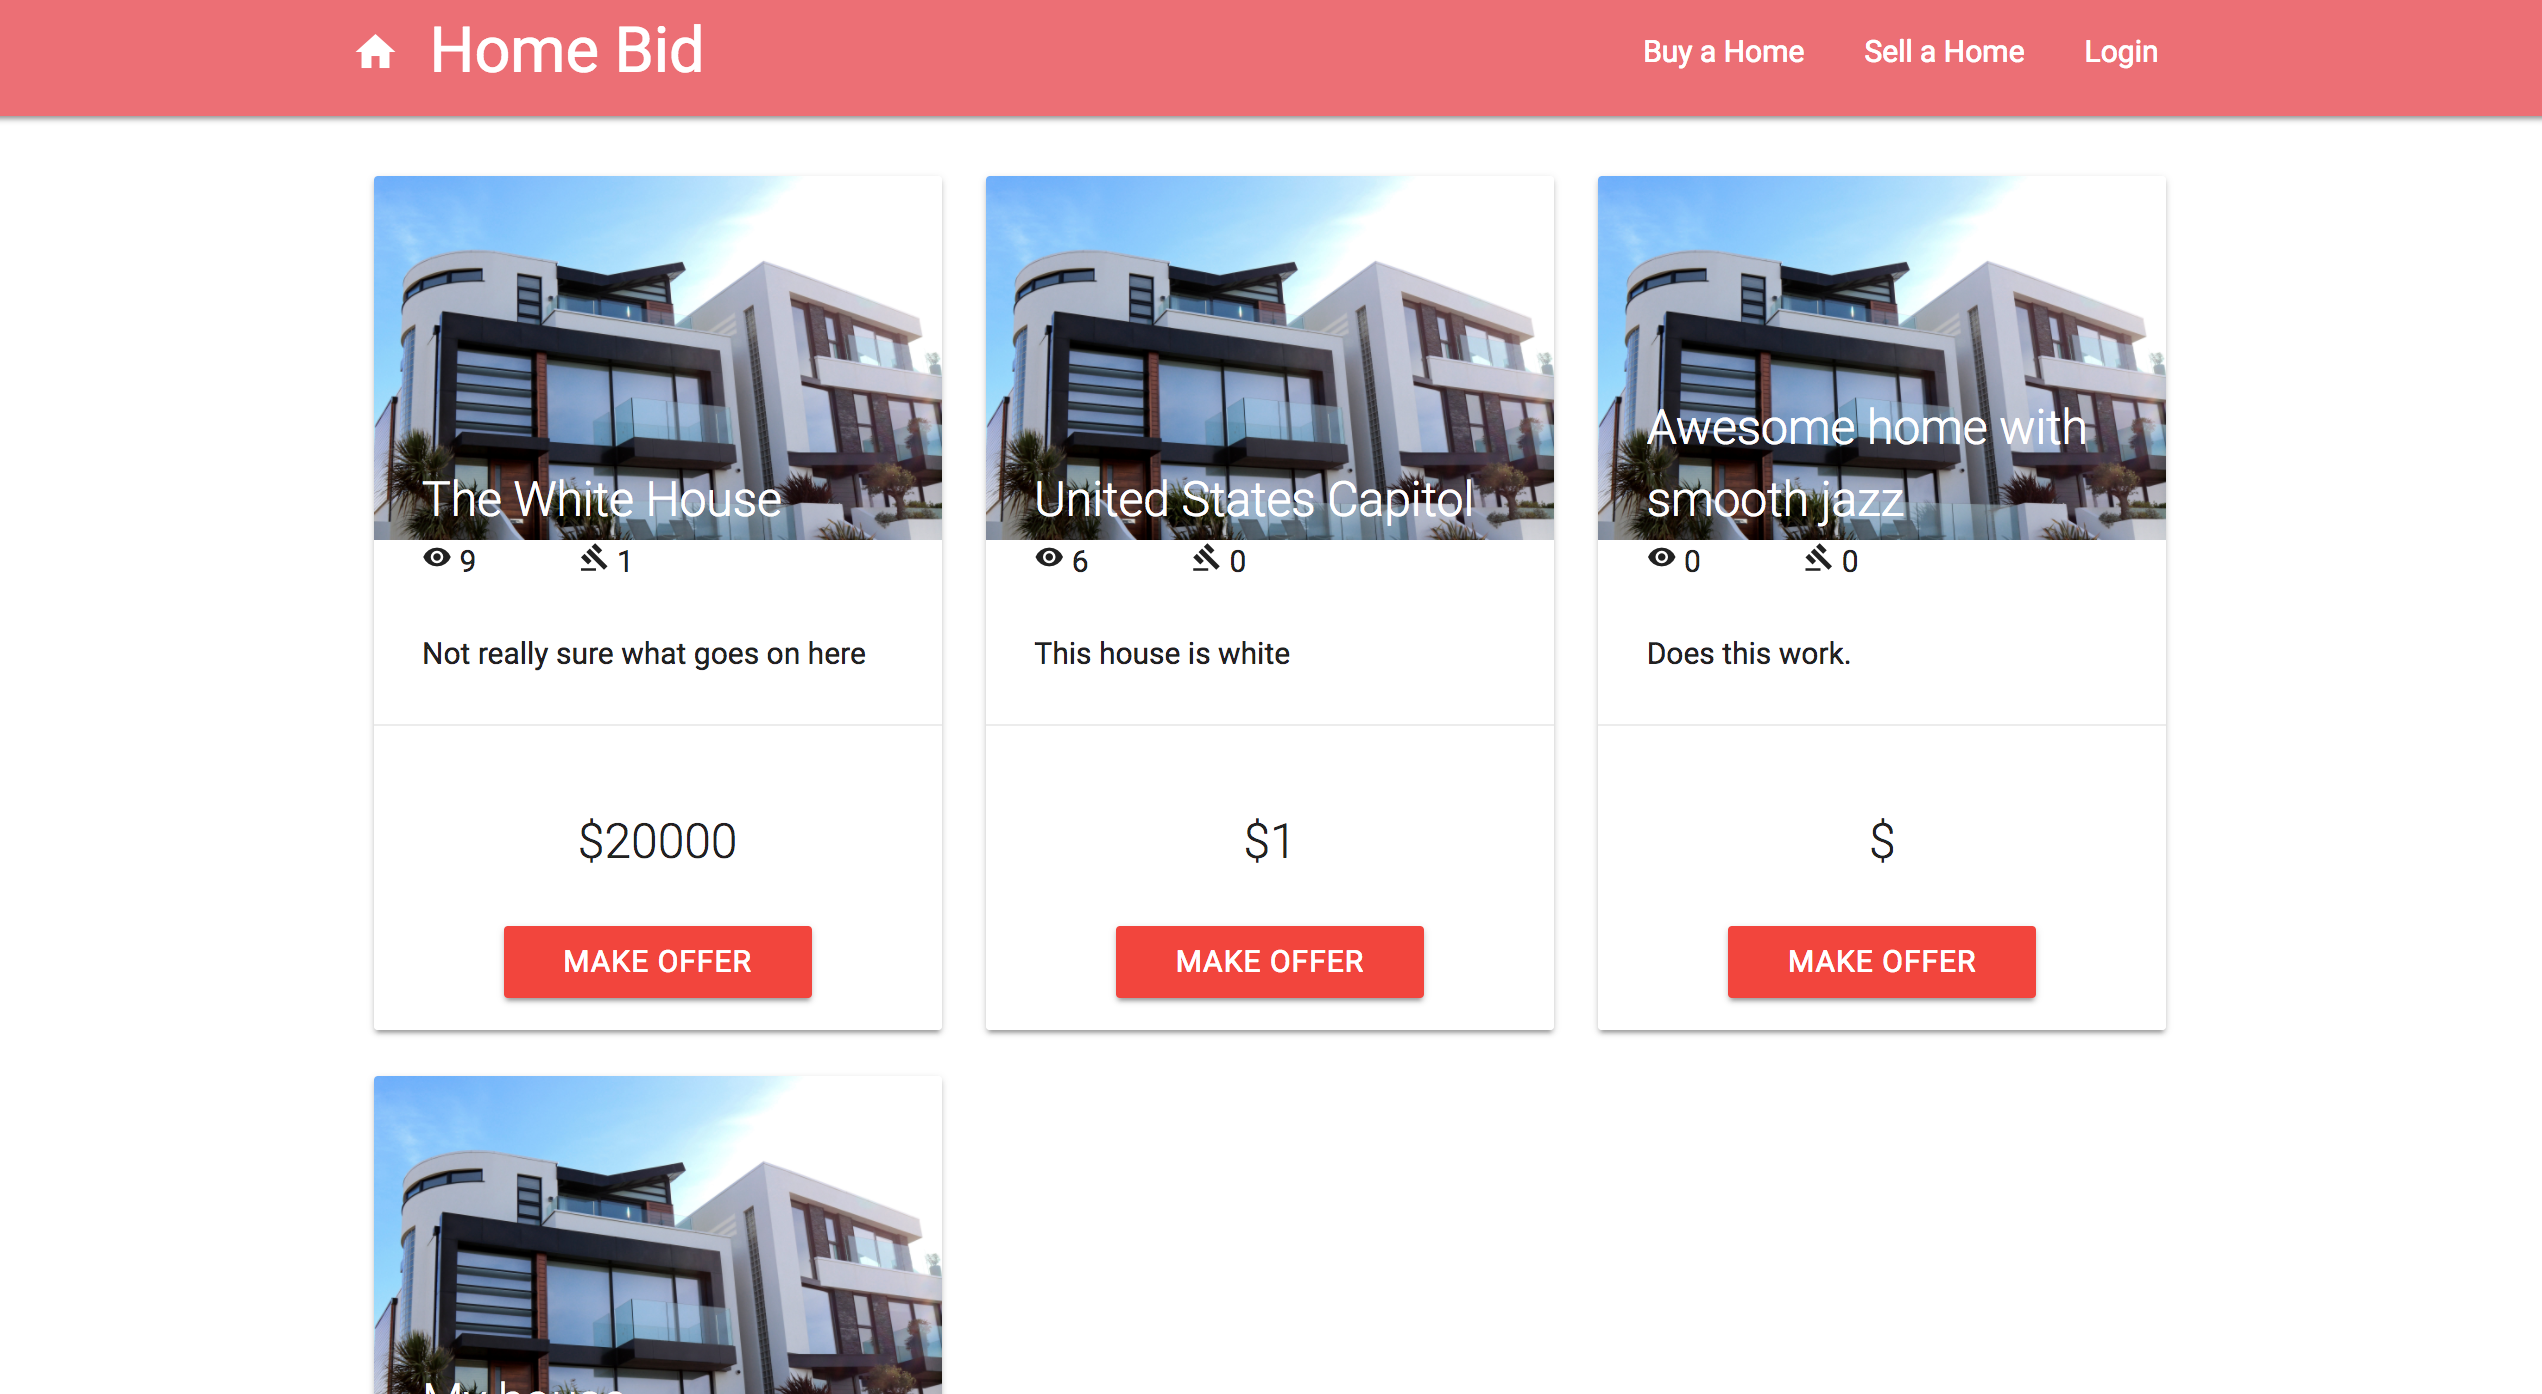 Home Bid
Buy a Home Sell a Home Login
The White House
9 1
Not really sure what goes on here
$20000
MAKE OFFER
United States Capitol
6 0
This house is white
$1
MAKE OFFER
Awesome home with
smooth jazz
0 0
Does this work.
$
MAKE OFFER
My house